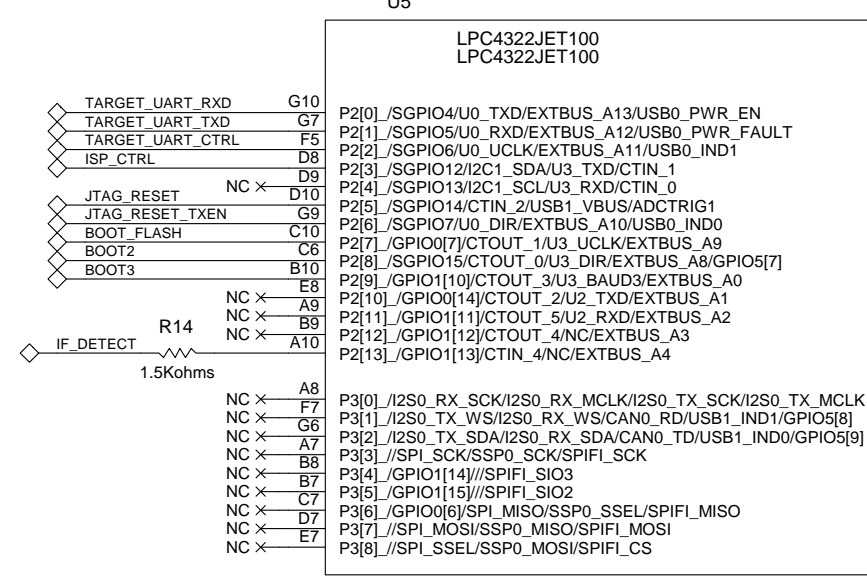 U5
LPC4322JET100
LPC4322JET100
TARGET_UART_RXD G10 P2[0]_/SGPIO4/U0_TXD/EXTBUS_A13/USB0_PWR_EN
TARGET_UART_TXD G7 P2[1]_/SGPIO5/U0_RXD/EXTBUS_A12/USB0_PWR_FAULT
TARGET_UART_CTRL F5 P2[2]_/SGPIO6/U0_UCLK/EXTBUS_A11/USB0_IND1
ISP_CTRL D8 P2[3]_/SGPIO12/I2C1_SDA/U3_TXD/CTIN_1
NC D9 P2[4]_/SGPIO13/I2C1_SCL/U3_RXD/CTIN_0
JTAG_RESET D10 P2[5]_/SGPIO14/CTIN_2/USB1_VBUS/ADCTRIG1
JTAG_RESET_TXEN G9 P2[6]_/SGPIO7/U0_DIR/EXTBUS_A10/USB0_IND0
BOOT_FLASH C10 P2[7]_/GPIO0[7]/CTOUT_1/U3_UCLK/EXTBUS_A9
BOOT2 C6 P2[8]_/SGPIO15/CTOUT_0/U3_DIR/EXTBUS_A8/GPIO5[7]
BOOT3 B10 P2[9]_/GPIO1[10]/CTOUT_3/U3_BAUD3/EXTBUS_A0
NC E8 P2[10]_/GPIO0[14]/CTOUT_2/U2_TXD/EXTBUS_A1
NC A9 P2[11]_/GPIO1[11]/CTOUT_5/U2_RXD/EXTBUS_A2
NC B9 P2[12]_/GPIO1[12]/CTOUT_4/NC/EXTBUS_A3
IF_DETECT R14 A10 P2[13]_/GPIO1[13]/CTIN_4/NC/EXTBUS_A4
1.5Kohms
NC A8 P3[0]_/I2S0_RX_SCK/I2S0_RX_MCLK/I2S0_TX_SCK/I2S0_TX_MCLK
NC F7 P3[1]_/I2S0_TX_WS/I2S0_RX_WS/CAN0_RD/USB1_IND1/GPIO5[8]
NC G6 P3[2]_/I2S0_TX_SDA/I2S0_RX_SDA/CAN0_TD/USB1_IND0/GPIO5[9]
NC A7 P3[3]_//SPI_SCK/SSP0_SCK/SPIFI_SCK
NC B8 P3[4]_/GPIO1[14]///SPIFI_SIO3
NC B7 P3[5]_/GPIO1[15]///SPIFI_SIO2
NC C7 P3[6]_/GPIO0[6]/SPI_MISO/SSP0_SSEL/SPIFI_MISO
NC D7 P3[7]_//SPI_MOSI/SSP0_MISO/SPIFI_MOSI
NC E7 P3[8]_//SPI_SSEL/SSP0_MOSI/SPIFI_CS